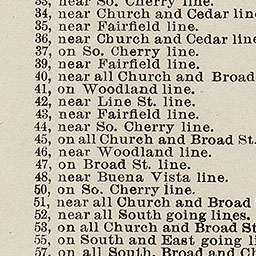 33, near So. Cherry line.
34, near Church and Cedar line
35, near Fairfield line.
36, near Church and Cedar line
37, on So. Cherry line.
39, near Fairfield line.
40, near all Church and Broad
41, on Woodland line.
42, near Line St. line.
43, near Fairfield line.
44, near So. Cherry line.
45, on all Church and Broad St.
46, near Woodland line.
47, on Broad St. line.
48, near Buena Vista line.
50, on So. Cherry line.
51, near all Church and Broad
52, near all South going lines.
53, on all Church and Broad St
55, on South and East going li
57, on all South, Broad and Ch